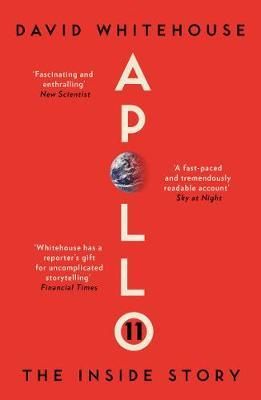 DAVID WHITEHOUSE
APOLLO
11
'Fascinating and
enthralling'
New Scientist
'A fast-paced
and tremendously
readable account'
Sky at Night
'Whitehouse has a
reporter's gift
for uncomplicated
storytelling'
Financial Times
THE INSIDE STORY